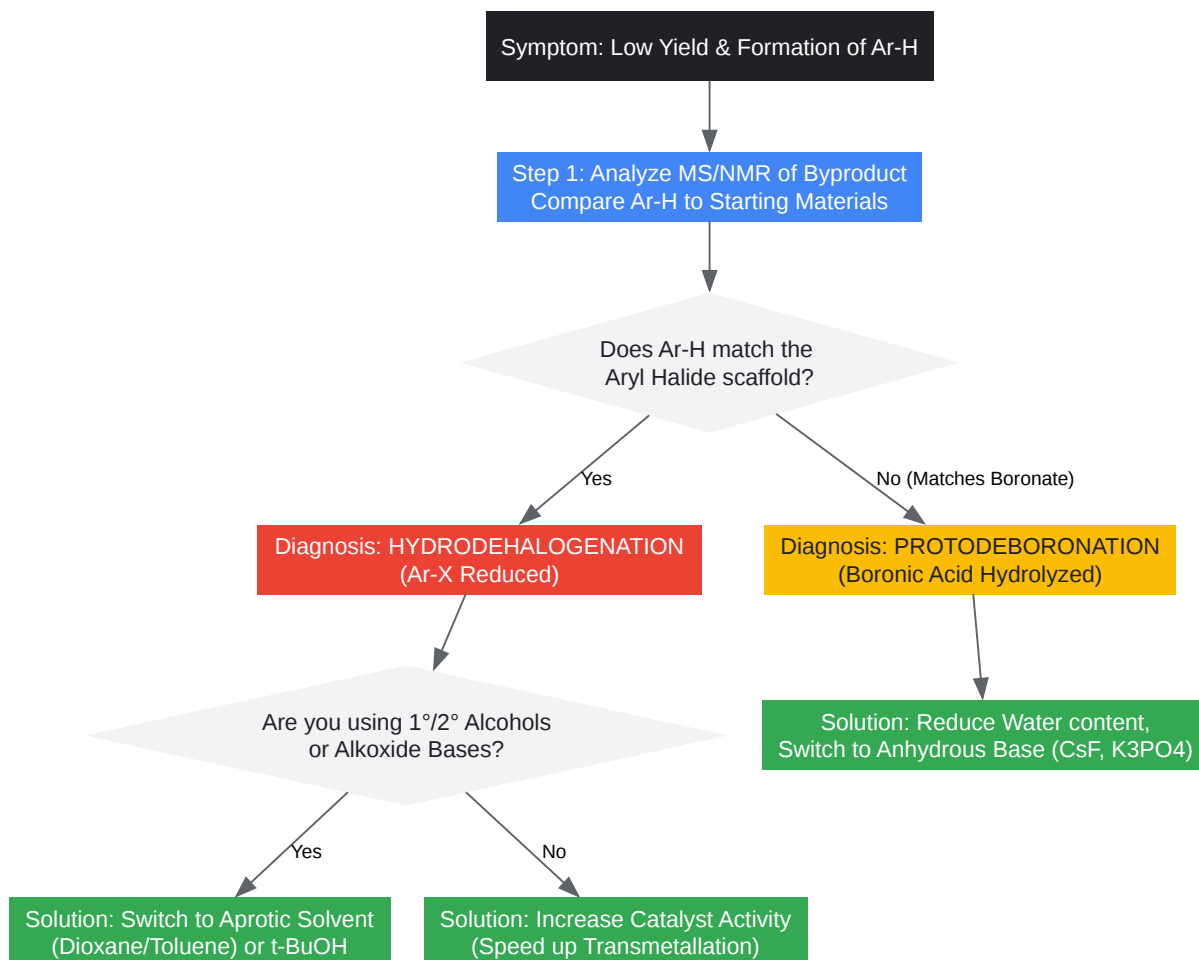 Symptom: Low Yield & Formation of Ar-H
Step 1: Analyze MS/NMR of Byproduct
Compare Ar-H to Starting Materials
Does Ar-H match the
Aryl Halide scaffold?
Yes
No (Matches Boronate)
Diagnosis: HYDRODEHALOGENATION
(Ar-X Reduced)
Diagnosis: PROTODEBORONATION
(Boronic Acid Hydrolyzed)
Are you using 1°/2° Alcohols
or Alkoxide Bases?
Solution: Reduce Water content,
Switch to Anhydrous Base (CsF, K3PO4)
Yes
No
Solution: Switch to Aprotic Solvent
(Dioxane/Toluene) or t-BuOH
Solution: Increase Catalyst Activity
(Speed up Transmetallation)